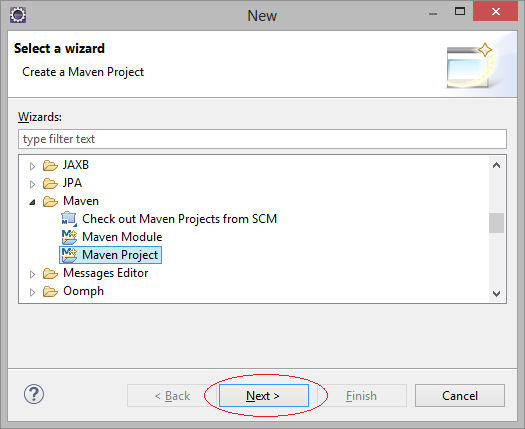 New
Select a wizard
Create a Maven Project
Wizards:
type filter text
JAXB
JPA
Maven
Check out Maven Projects from SCM
Maven Module
Maven Project
Messages Editor
Oomph
? < Back Next > Finish Cancel